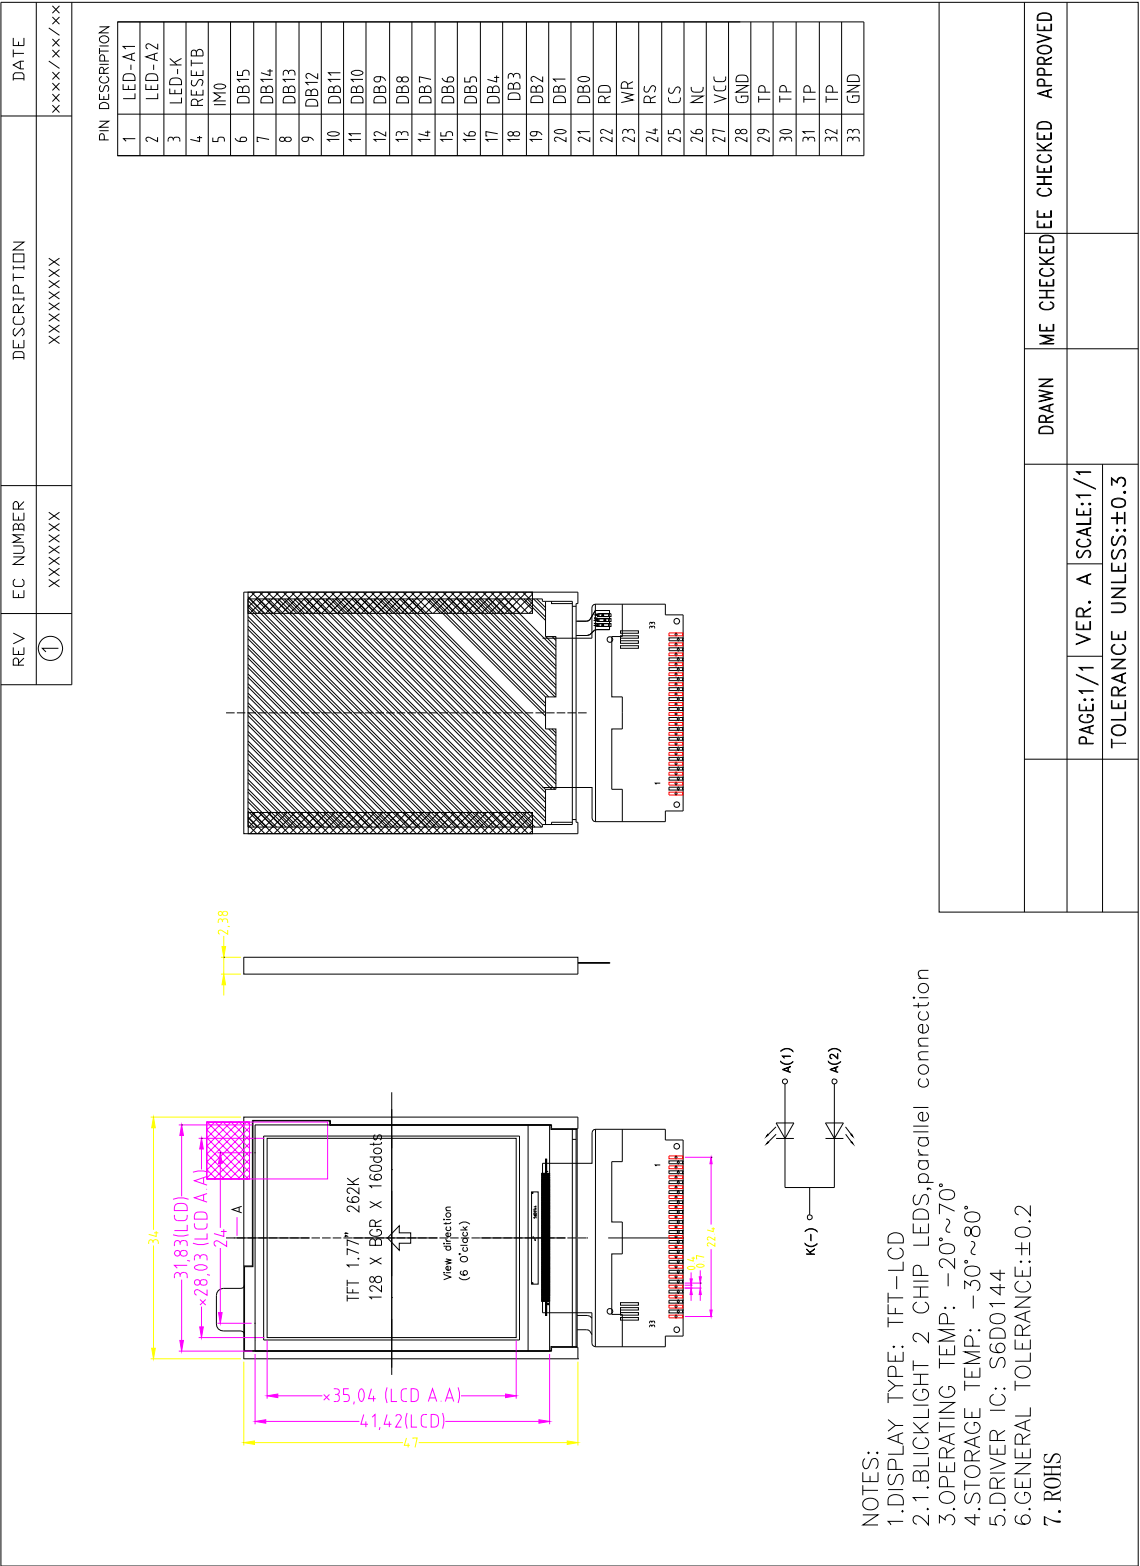 REV EC NUMBER DESCRIPTION DATE
1 XXXXXXX XXXXXXXX xxxx/xx/xx
PIN DESCRIPTION
1 LED-A1
2 LED-A2
3 LED-K
4 RESETB
5 IM0
6 DB15
7 DB14
8 DB13
9 DB12
10 DB11
11 DB10
12 DB9
13 DB8
14 DB7
15 DB6
16 DB5
17 DB4
18 DB3
19 DB2
20 DB1
21 DB0
22 RD
23 WR
24 RS
25 CS
26 NC
27 VCC
28 GND
29 TP
30 TP
31 TP
32 TP
33 GND
34
31,83(LCD)
×28,03 (LCD A A)
24
A
TFT 1.77" 262K
128 X BGR X 160dots
View direction
(6 O'clock)
×35,04 (LCD A.A)
41,42(LCD)
47
1
33
22.4
2,38
1
33
K(-)
A(1)
A(2)
NOTES:
1.DISPLAY TYPE: TFT-LCD
2.1.BLICKLIGHT 2 CHIP LEDS,parallel connection
3.OPERATING TEMP: -20°~70°
4.STORAGE TEMP: -30°~80°
5.DRIVER IC: S6D0144
6.GENERAL TOLERANCE:±0.2
7. ROHS
DRAWN ME CHECKED EE CHECKED APPROVED
PAGE:1/1 VER. A SCALE:1/1
TOLERANCE UNLESS:±0.3